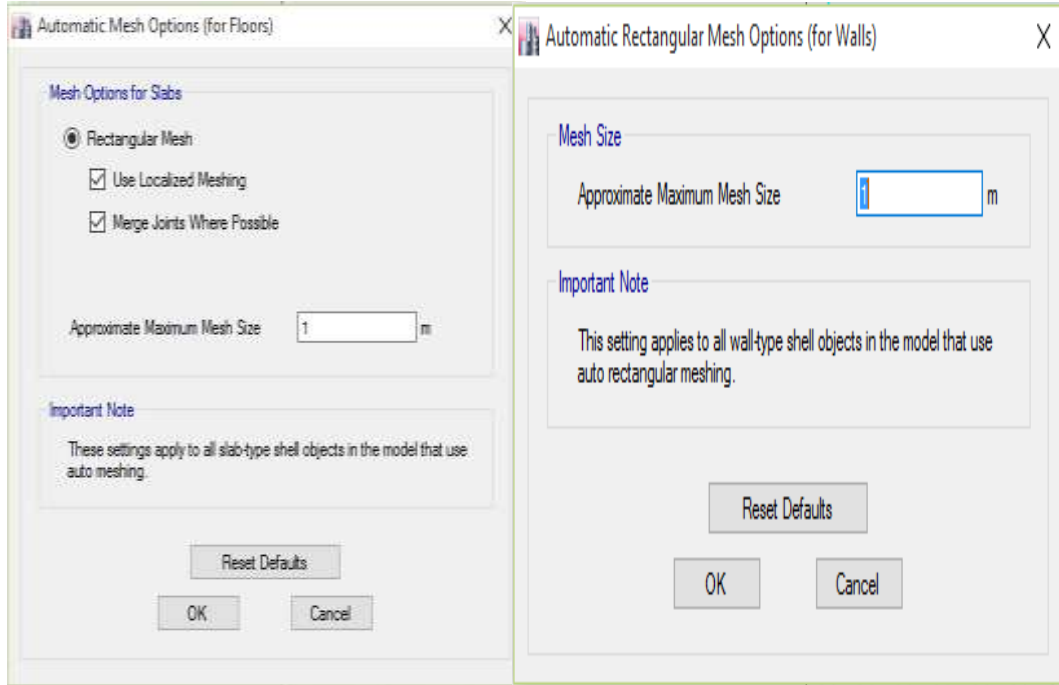 Automatic Mesh Options (for Floors)
Mesh Options for Slabs
Rectangular Mesh
Use Localized Meshing
Merge Joints Where Possible
Approximate Maximum Mesh Size 1 m
Important Note
These settings apply to all slab-type shell objects in the model that use
auto meshing.
Reset Defaults
OK Cancel
Automatic Rectangular Mesh Options (for Walls)
Mesh Size
Approximate Maximum Mesh Size 1 m
Important Note
This setting applies to all wall-type shell objects in the model that use
auto rectangular meshing.
Reset Defaults
OK Cancel